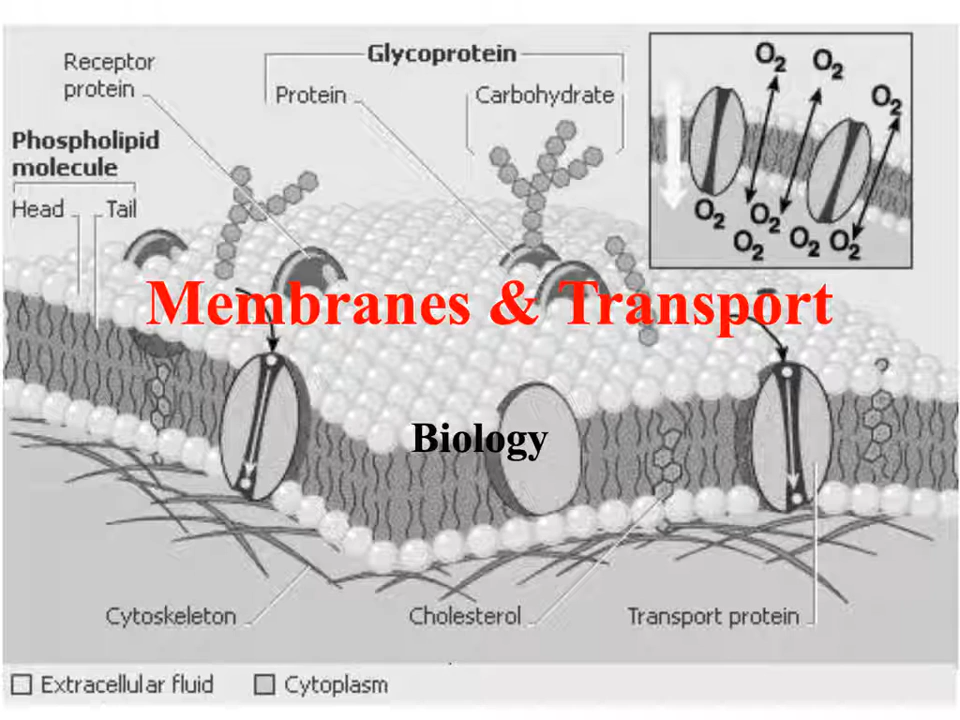 Receptor
protein
Glycoprotein
Protein
Carbohydrate
Phospholipid
molecule
Head
Tail
O2
O2
O2
O2
O2
O2
O2
O2
Membranes & Transport
Biology
Cytoskeleton
Cholesterol
Transport protein
Extracellular fluid
Cytoplasm